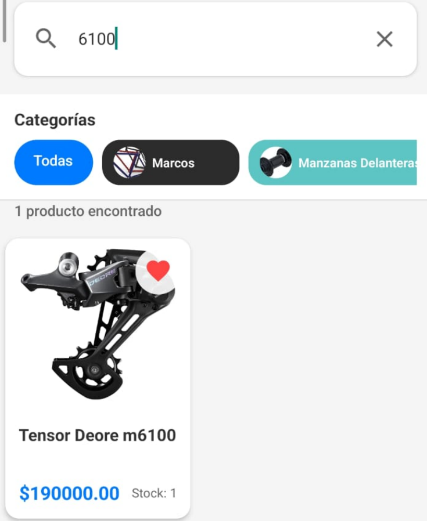 6100
Categorías
Todas
Marcos
Manzanas Delanteras
1 producto encontrado
Tensor Deore m6100
$190000.00
Stock: 1